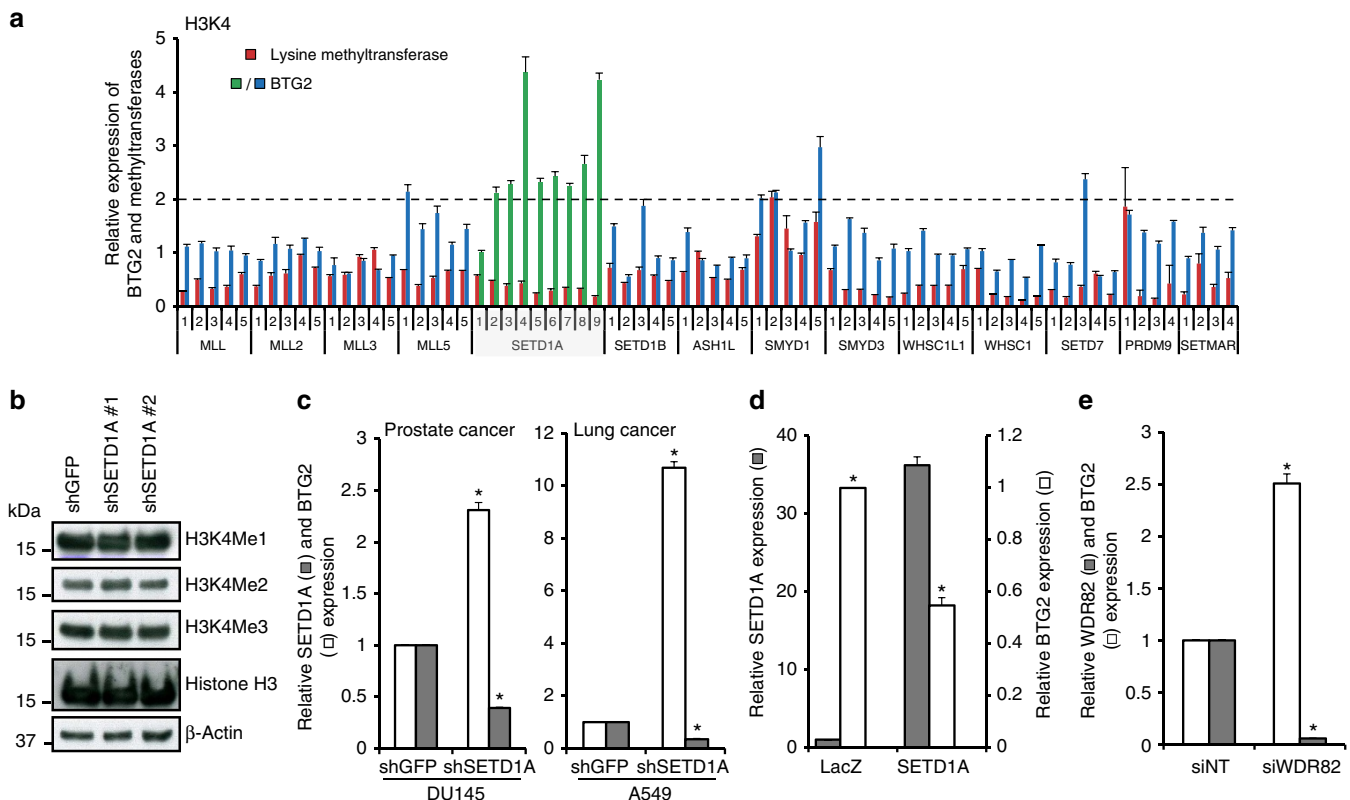 a
H3K4
Relative expression of
BTG2 and methyltransferases
5
4
3
2
1
0
Lysine methyltransferase
/ BTG2
1 2 3 4 5 1 2 3 4 5 1 2 3 4 5 1 2 3 4 5 1 2 3 4 5 6 7 8 9 1 2 3 4 5 1 2 3 4 5 1 2 3 4 5 1 2 3 4 5 1 2 3 4 5 1 2 3 4 5 1 2 3 4 5 1 2 3 4 1 2 3 4
MLL MLL2 MLL3 MLL5 SETD1A SETD1B ASH1L SMYD1 SMYD3 WHSC1L1 WHSC1 SETD7 PRDM9 SETMAR
b
shGFP
shSETD1A #1
shSETD1A #2
kDa
15 H3K4Me1
15 H3K4Me2
15 H3K4Me3
15 Histone H3
37 β-Actin
c
Relative SETD1A (■) and BTG2
(□) expression
Prostate cancer
3
2.5
2
1.5
1
0.5
0
*
*
shGFP shSETD1A
DU145
Lung cancer
12
10
8
6
4
2
0
*
*
shGFP shSETD1A
A549
d
Relative SETD1A expression (■)
40
30
20
10
0
*
*
LacZ SETD1A
1.2
1
0.8
0.6
0.4
0.2
0
Relative BTG2 expression (□)
e
Relative WDR82 (■) and BTG2
(□) expression
3
2.5
2
1.5
1
0.5
0
*
*
siNT siWDR82